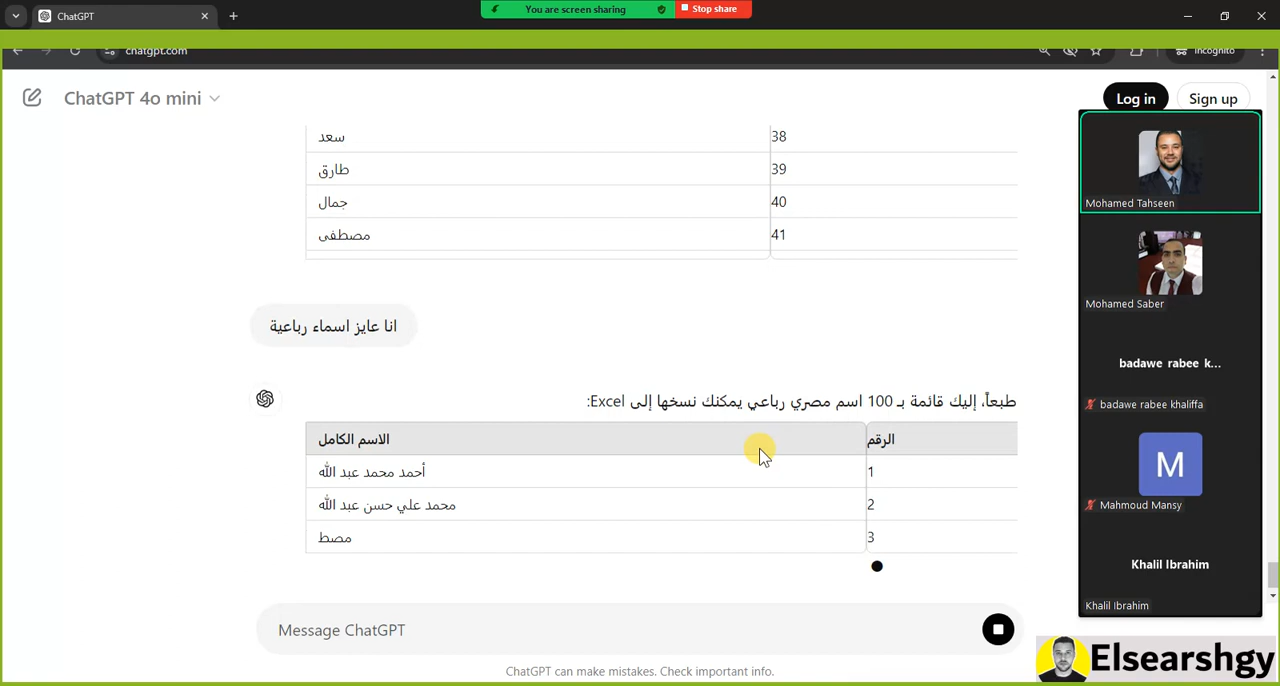 ChatGPT
You are screen sharing
Stop share
chatgpt.com
Incognito
ChatGPT 4o mini
Log in
Sign up
سعد
38
طارق
39
جمال
40
مصطفى
41
انا عايز اسماء رباعية
طبعاً، إليك قائمة بـ 100 اسم مصري رباعي يمكنك نسخها إلى Excel:
الرقم
الاسم الكامل
1
أحمد محمد عبد الله
2
محمد علي حسن عبد الله
3
مصط
Message ChatGPT
ChatGPT can make mistakes. Check important info.
Mohamed Tahseen
Mohamed Saber
badawe rabee k...
badawe rabee khaliffa
M
Mahmoud Mansy
Khalil Ibrahim
Khalil Ibrahim
Elsearshgy